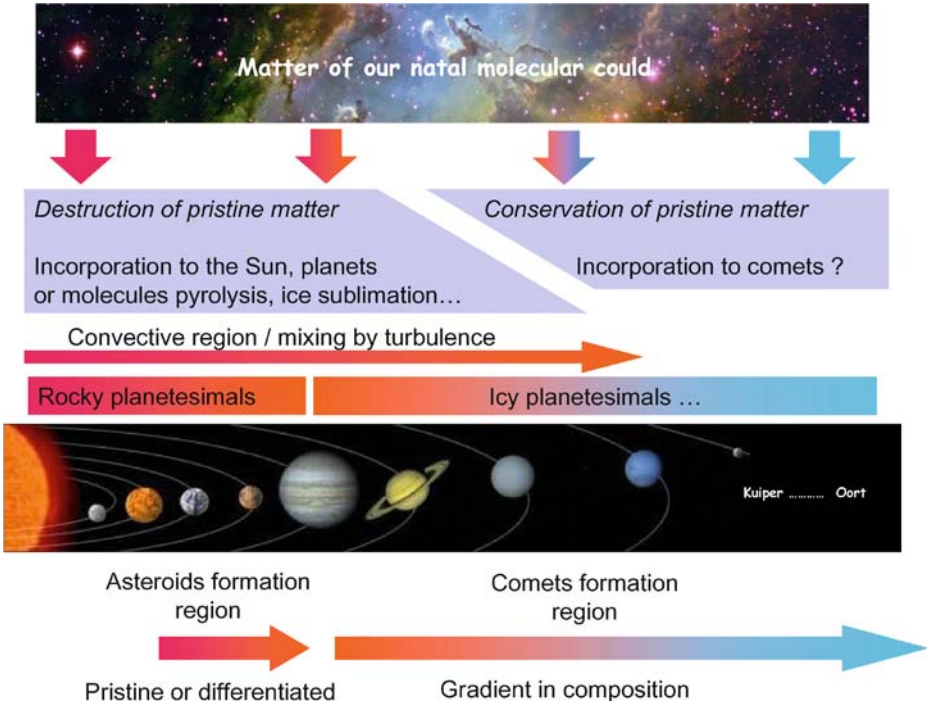 Matter of our natal molecular could
Destruction of pristine matter
Conservation of pristine matter
Incorporation to the Sun, planets
or molecules pyrolysis, ice sublimation…
Incorporation to comets ?
Convective region / mixing by turbulence
Rocky planetesimals
Icy planetesimals …
Kuiper ………… Oort
Asteroids formation
region
Comets formation
region
Pristine or differentiated
Gradient in composition